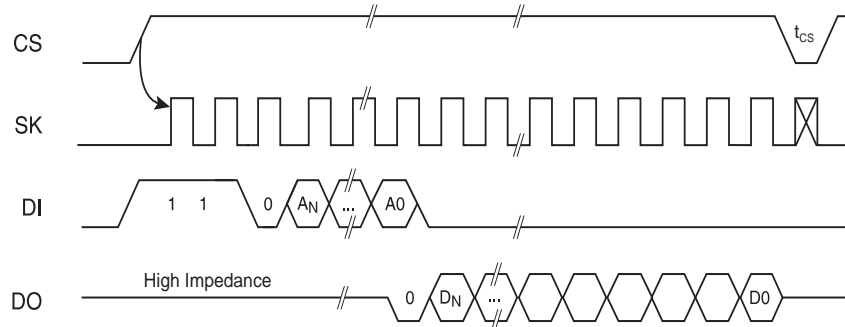 CS
t_CS
SK
DI
1 1 0 A_N ... A0
High Impedance
DO
0 D_N ... D0